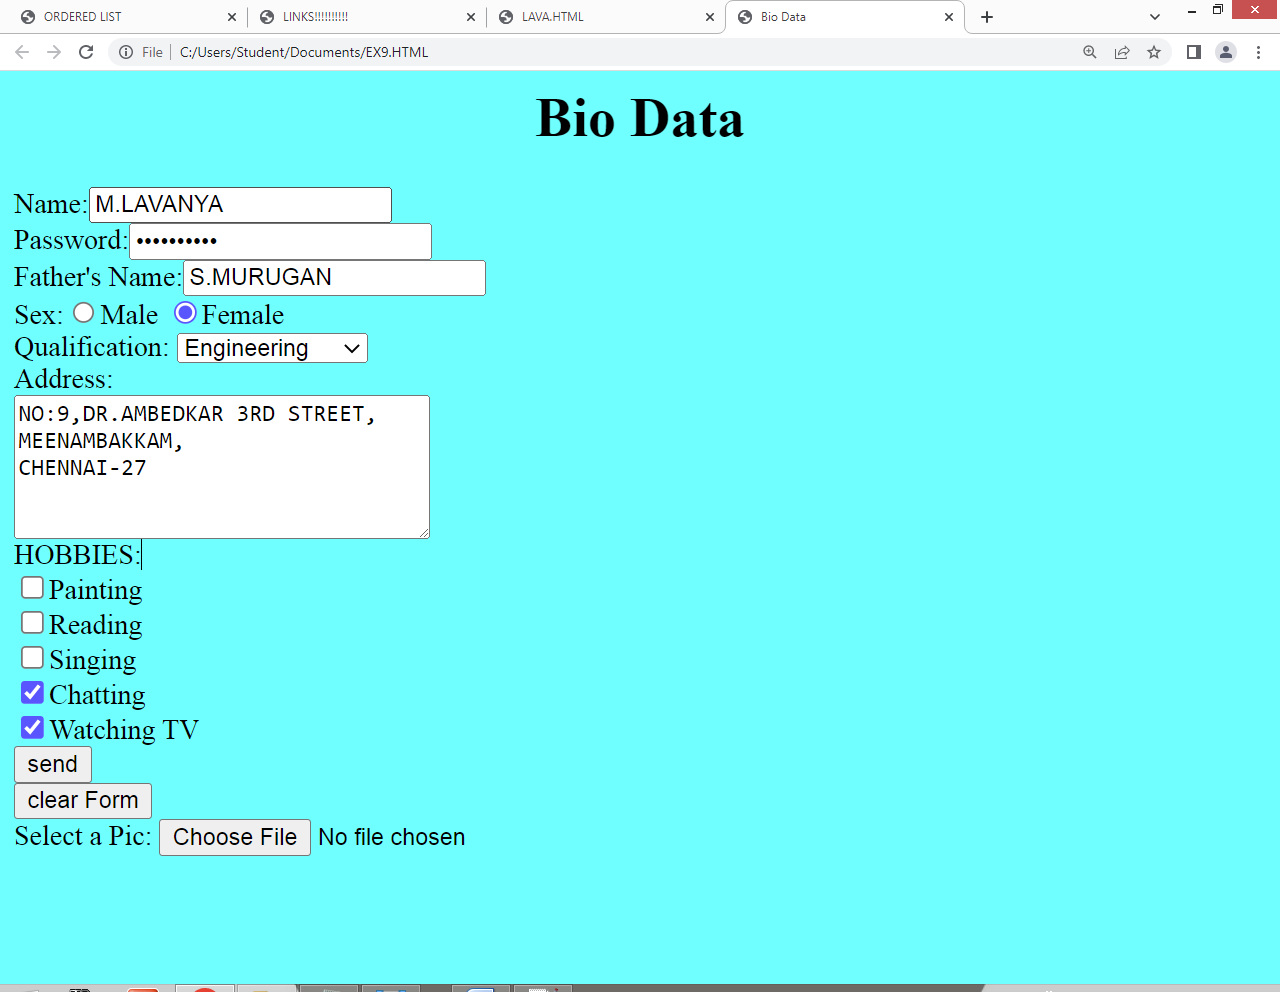 ORDERED LIST
LINKS!!!!!!!!!!
LAVA.HTML
Bio Data
File
C:/Users/Student/Documents/EX9.HTML
Bio Data
Name: M.LAVANYA
Password: ••••••••••
Father's Name: S.MURUGAN
Sex: Male Female
Qualification: Engineering
Address:
NO:9,DR.AMBEDKAR 3RD STREET,
MEENAMBAKKAM,
CHENNAI-27
HOBBIES:
Painting
Reading
Singing
Chatting
Watching TV
send
clear Form
Select a Pic: Choose File No file chosen